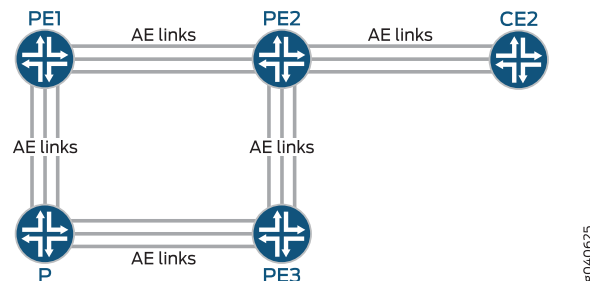 PE1
PE2
CE2
AE links
AE links
AE links
AE links
AE links
P
PE3
g040625